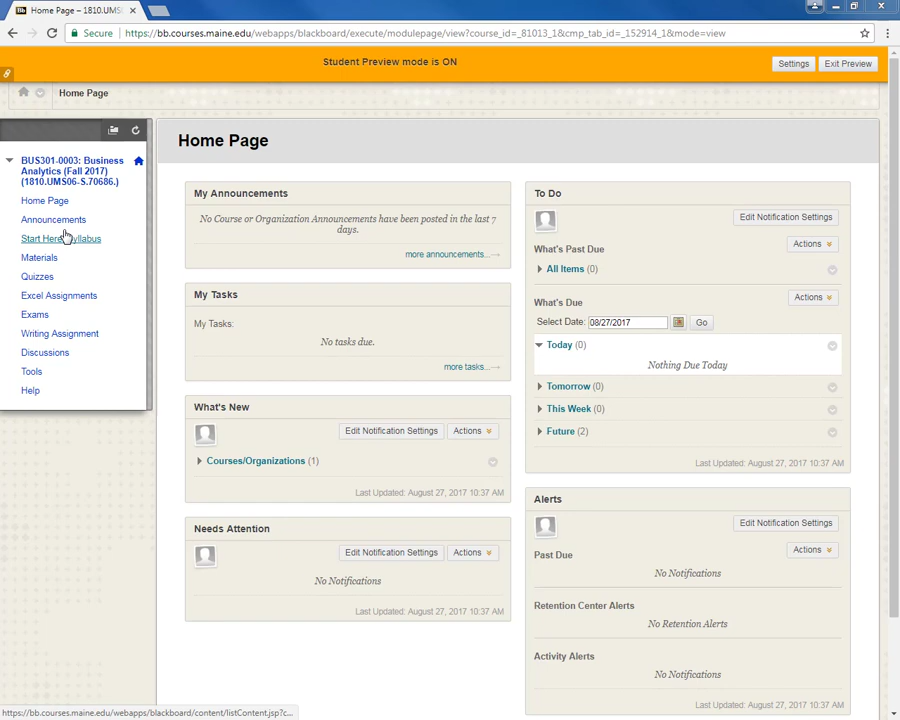 Home Page – 1810.UMS
Secure
https://bb.courses.maine.edu/webapps/blackboard/execute/modulepage/view?course_id=_81013_1&cmp_tab_id=_152914_1&mode=view
Student Preview mode is ON
Settings
Exit Preview
Home Page
BUS301-0003: Business
Analytics (Fall 2017)
(1810.UMS06-S.70686.)
Home Page
Announcements
Start Here Syllabus
Materials
Quizzes
Excel Assignments
Exams
Writing Assignment
Discussions
Tools
Help
Home Page
My Announcements
No Course or Organization Announcements have been posted in the last 7
days.
more announcements...
My Tasks
My Tasks:
No tasks due.
more tasks...
What's New
Edit Notification Settings
Actions
Courses/Organizations (1)
Last Updated: August 27, 2017 10:37 AM
Needs Attention
Edit Notification Settings
Actions
No Notifications
Last Updated: August 27, 2017 10:37 AM
To Do
Edit Notification Settings
What's Past Due
Actions
All Items (0)
What's Due
Actions
Select Date: 08/27/2017 Go
Today (0)
Nothing Due Today
Tomorrow (0)
This Week (0)
Future (2)
Last Updated: August 27, 2017 10:37 AM
Alerts
Edit Notification Settings
Past Due
Actions
No Notifications
Retention Center Alerts
No Retention Alerts
Activity Alerts
No Notifications
https://bb.courses.maine.edu/webapps/blackboard/content/listContent.jsp?c...